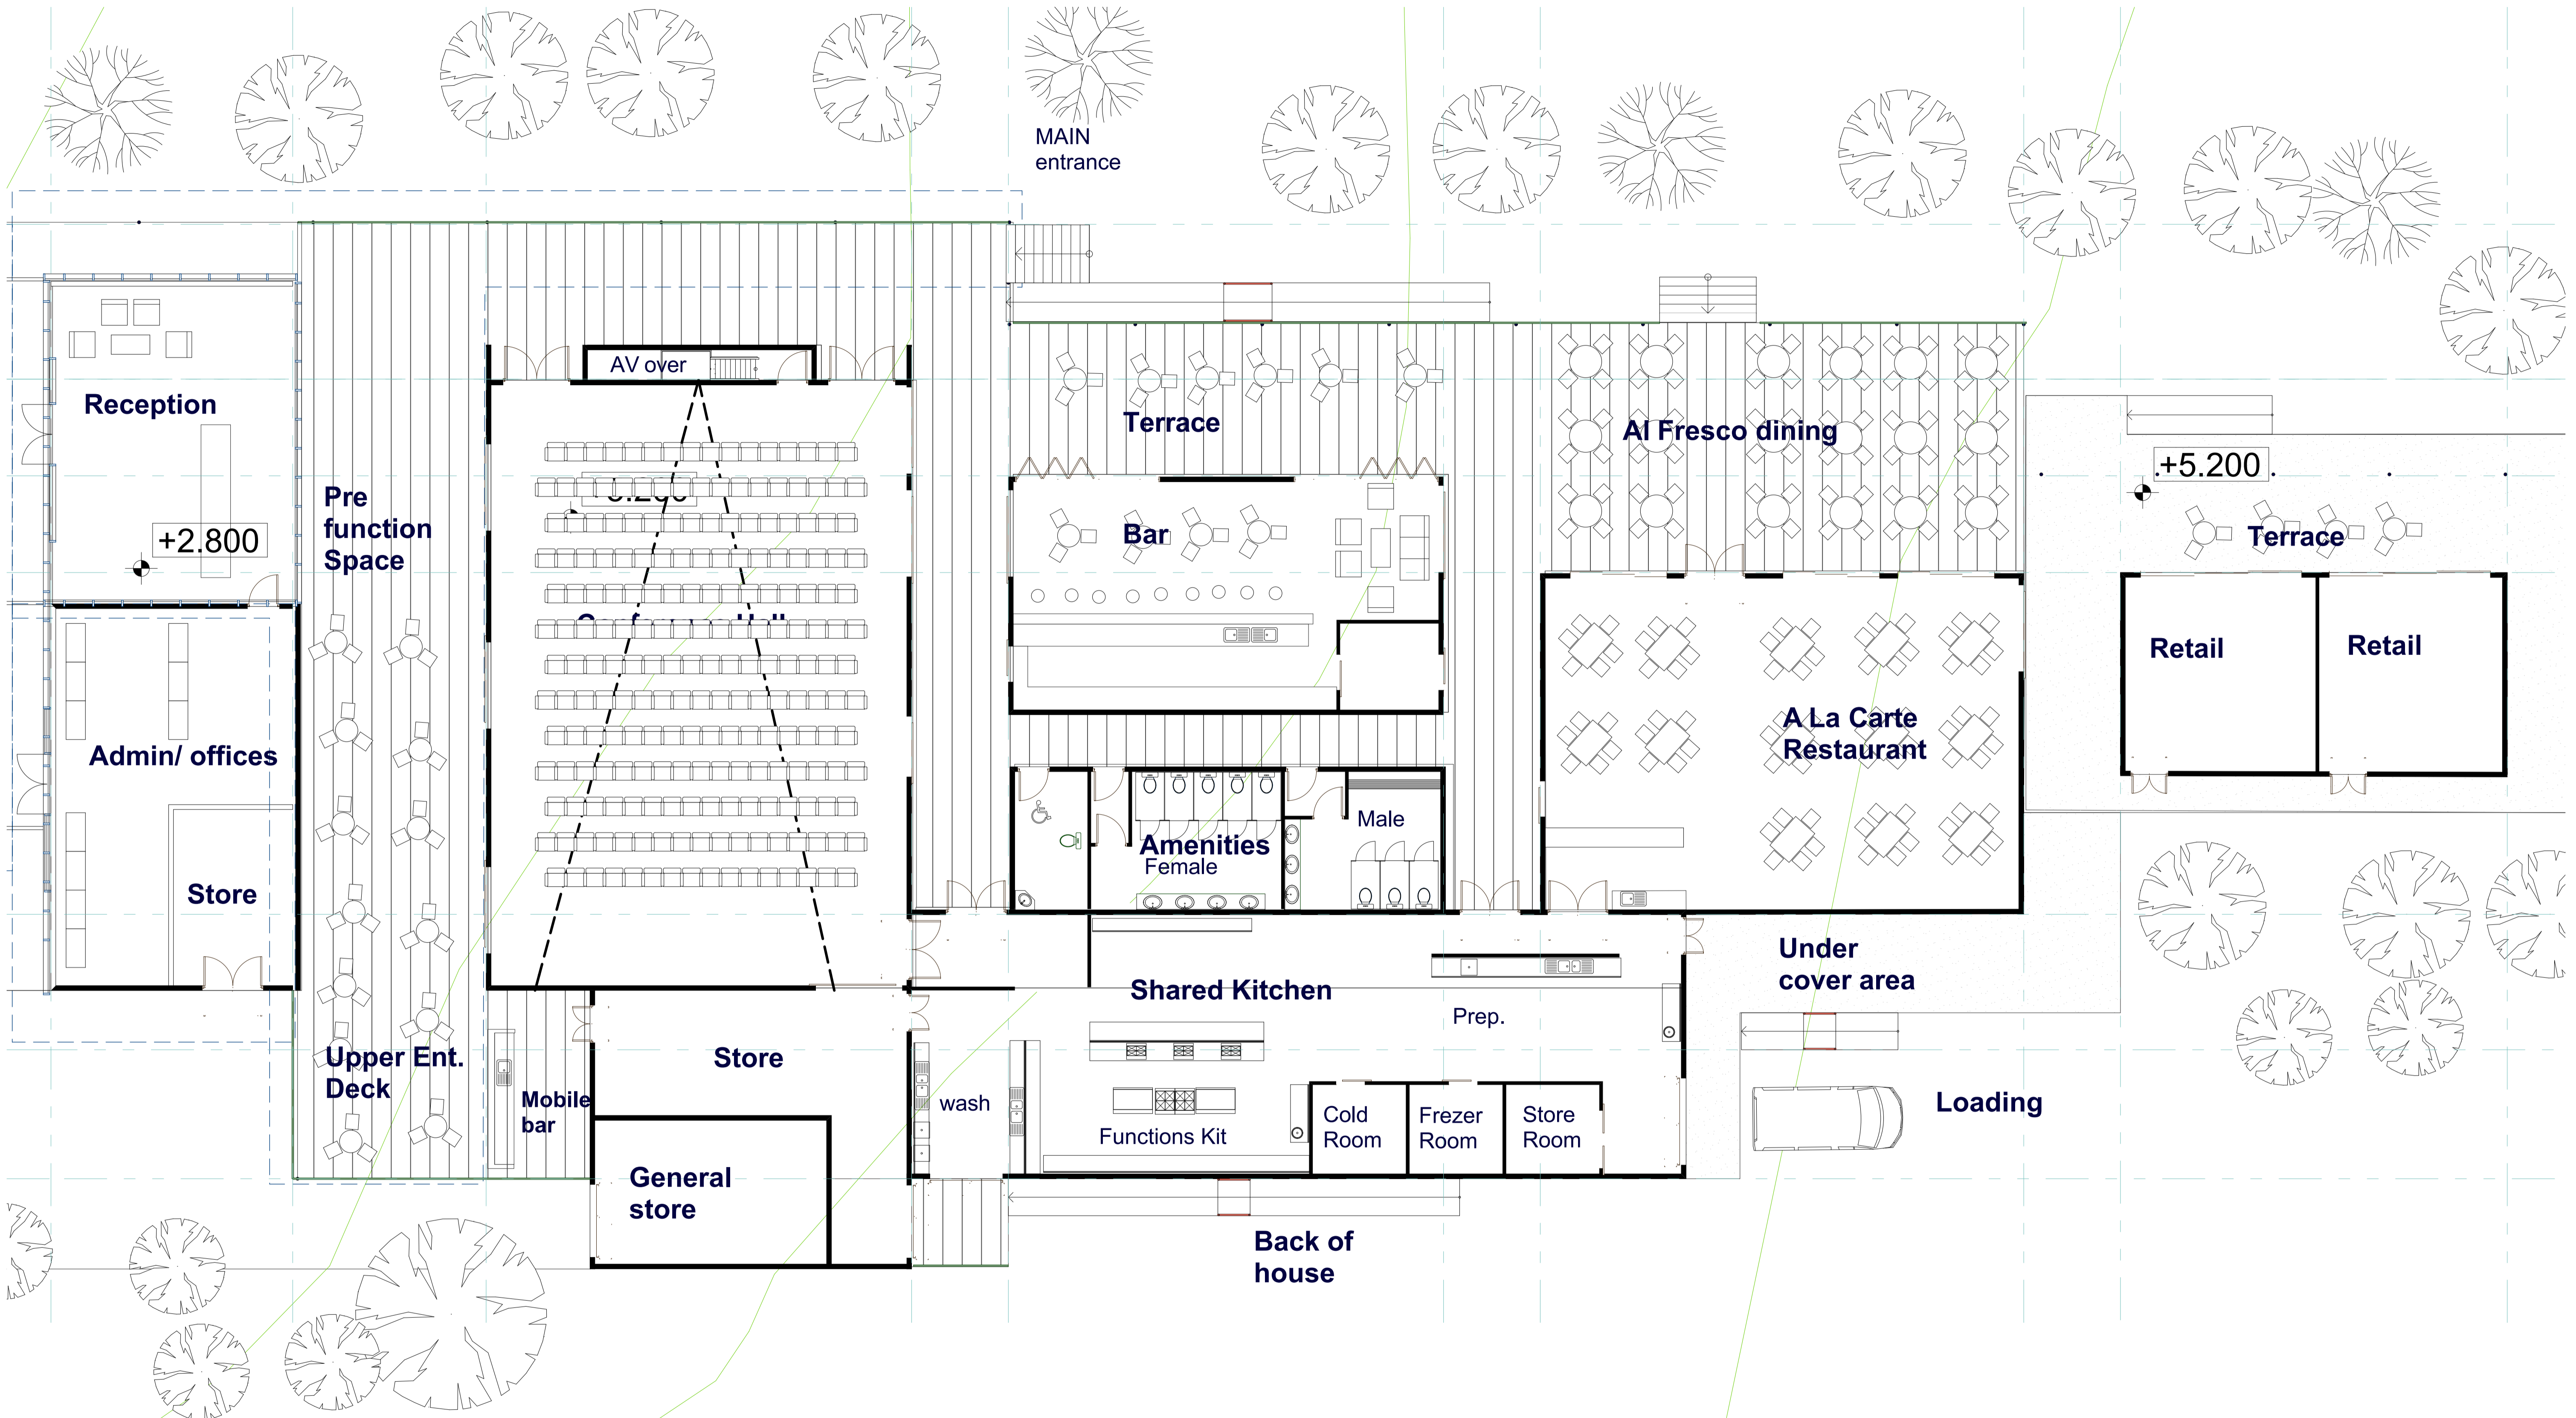 MAIN
entrance
AV over
Reception
Terrace
Al Fresco dining
+5.200
Pre
function
Space
+2.800
Bar
Terrace
Retail
Retail
A La Carte
Restaurant
Admin/ offices
Male
Amenities
Female
Store
Under
cover area
Shared Kitchen
Prep.
Upper Ent.
Deck
Store
Mobile
bar
wash
Functions Kit
Cold
Room
Frezer
Room
Store
Room
Loading
General
store
Back of
house